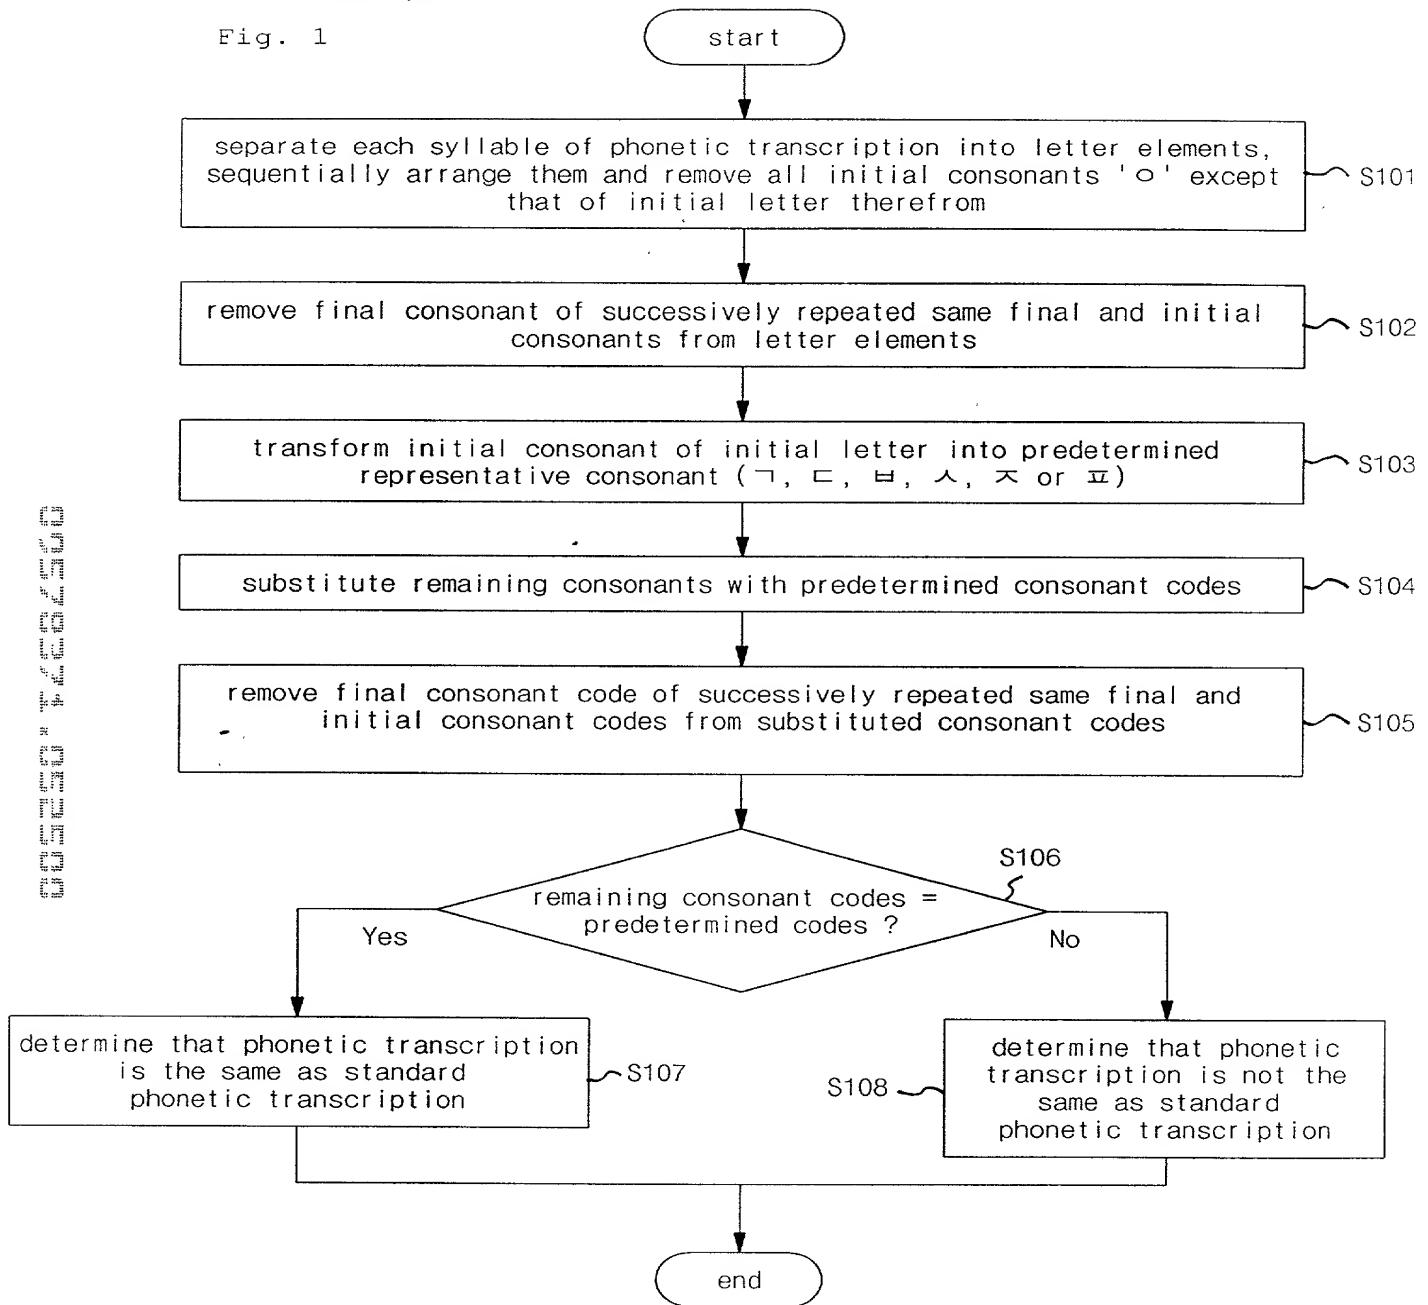 Fig. 1
start
separate each syllable of phonetic transcription into letter elements,
sequentially arrange them and remove all initial consonants 'ㅇ' except
that of initial letter therefrom
S101
remove final consonant of successively repeated same final and initial
consonants from letter elements
S102
transform initial consonant of initial letter into predetermined
representative consonant (ㄱ, ㄷ, ㅂ, ㅅ, ㅈ or ㅍ)
S103
substitute remaining consonants with predetermined consonant codes
S104
remove final consonant code of successively repeated same final and
initial consonant codes from substituted consonant codes
S105
S106
remaining consonant codes =
predetermined codes ?
Yes
No
determine that phonetic transcription
is the same as standard
phonetic transcription
S107
S108
determine that phonetic
transcription is not the
same as standard
phonetic transcription
end